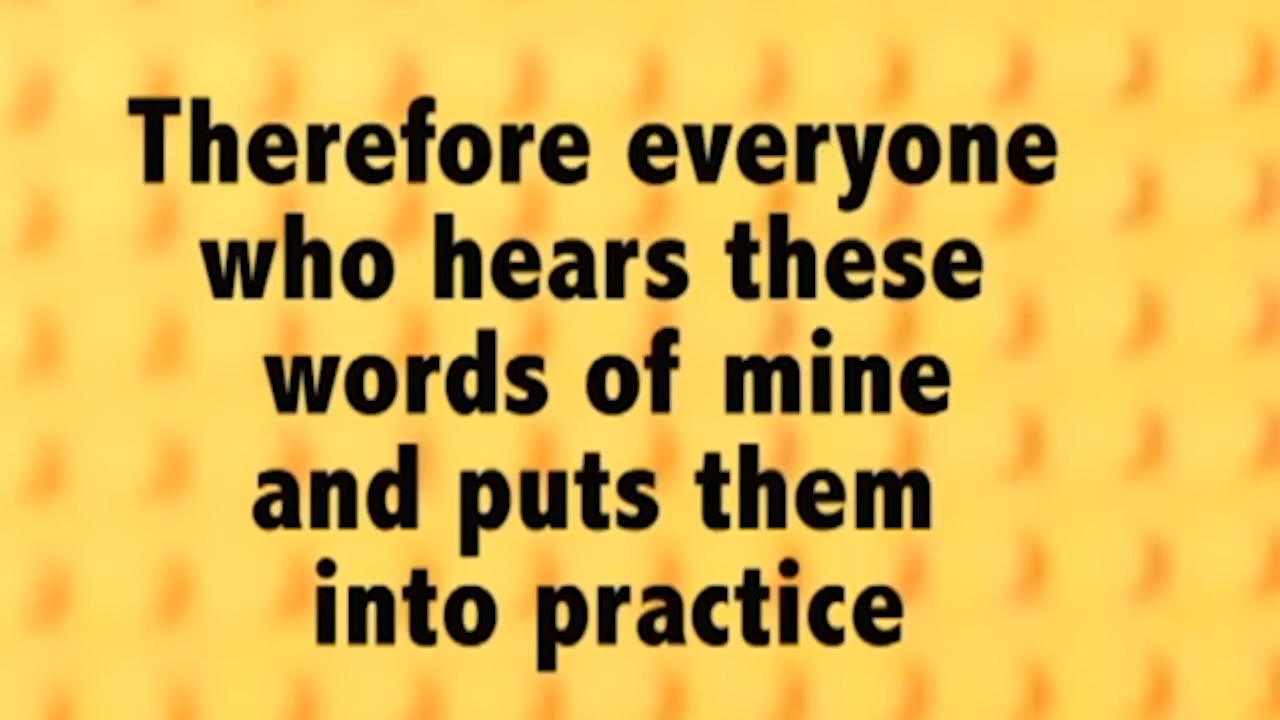 Therefore everyone
who hears these
words of mine
and puts them
into practice